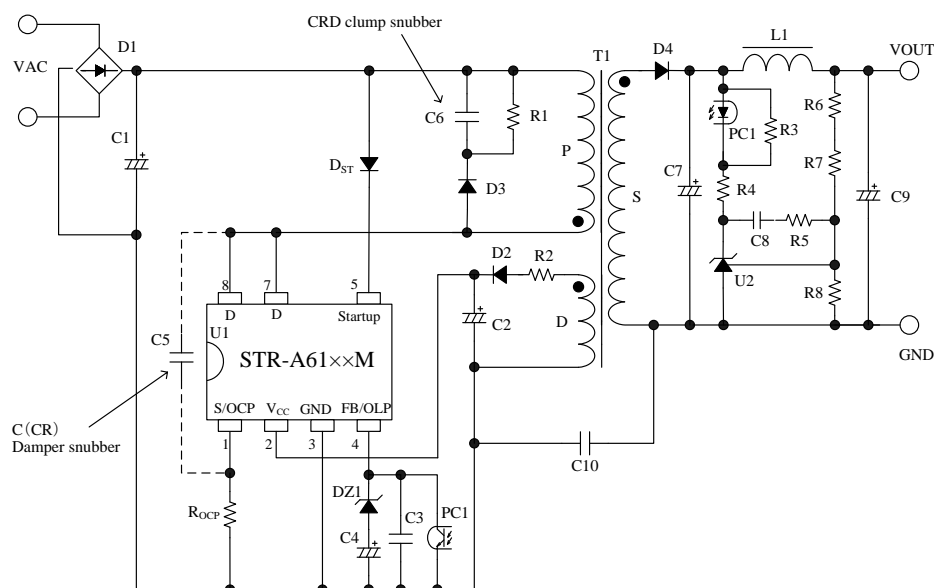 CRD clump snubber
D1
VAC
C1
T1
D4
L1
VOUT
C6
R1
P
DST
D3
S
C7
PC1
R3
R6
R7
R4
C9
C8
R5
U2
R8
D2
R2
C2
D
GND
8
7
5
D
D
Startup
U1
C5
STR-A61××M
S/OCP
VCC
GND
FB/OLP
1
2
3
4
C(CR)
Damper snubber
C10
ROCP
DZ1
C4
C3
PC1